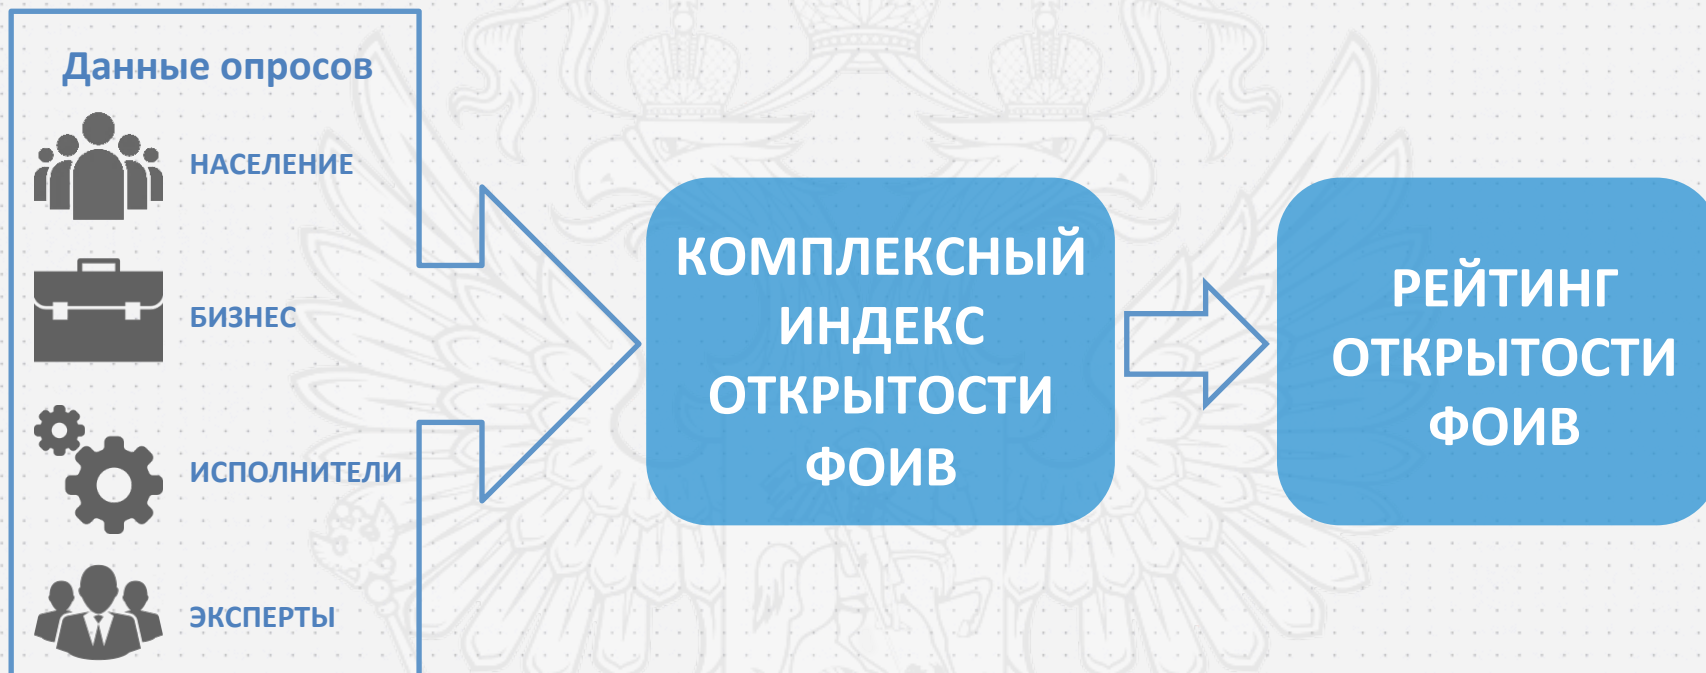 Данные опросов
НАСЕЛЕНИЕ
БИЗНЕС
ИСПОЛНИТЕЛИ
ЭКСПЕРТЫ
КОМПЛЕКСНЫЙ
ИНДЕКС
ОТКРЫТОСТИ
ФОИВ
РЕЙТИНГ
ОТКРЫТОСТИ
ФОИВ